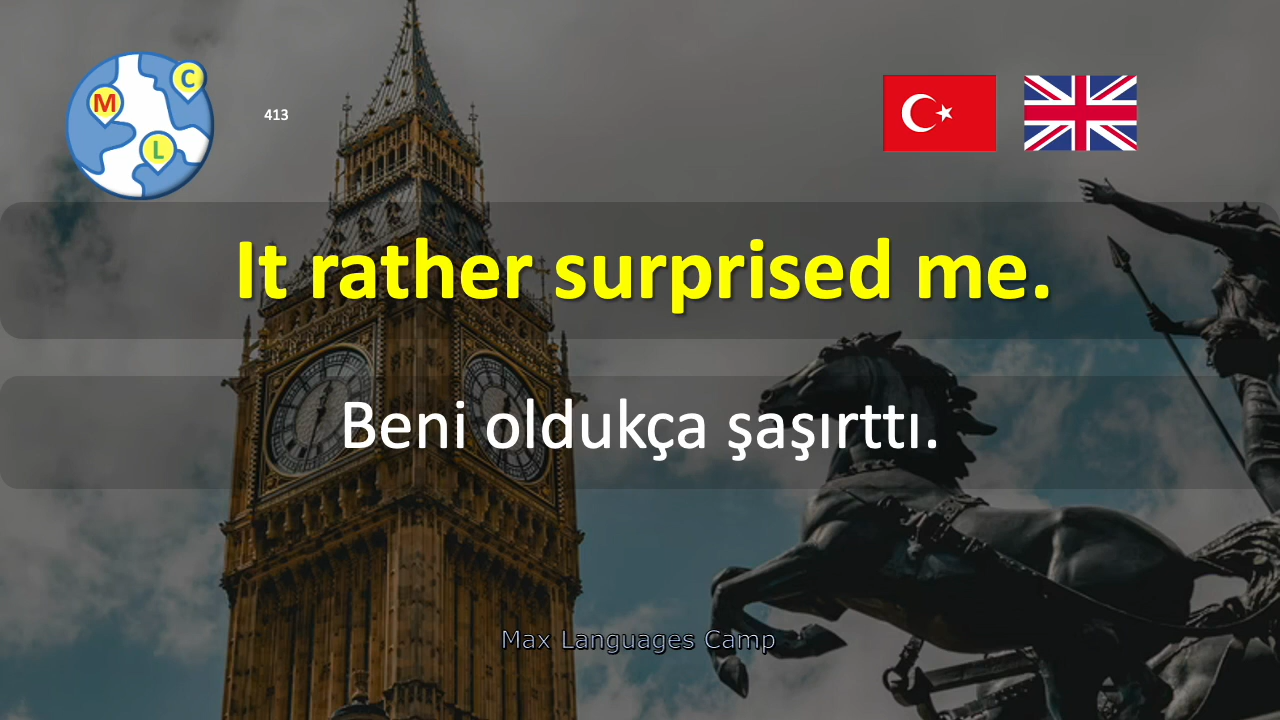 M
C
L
413
It rather surprised me.
Beni oldukça şaşırttı.
Max Languages Camp